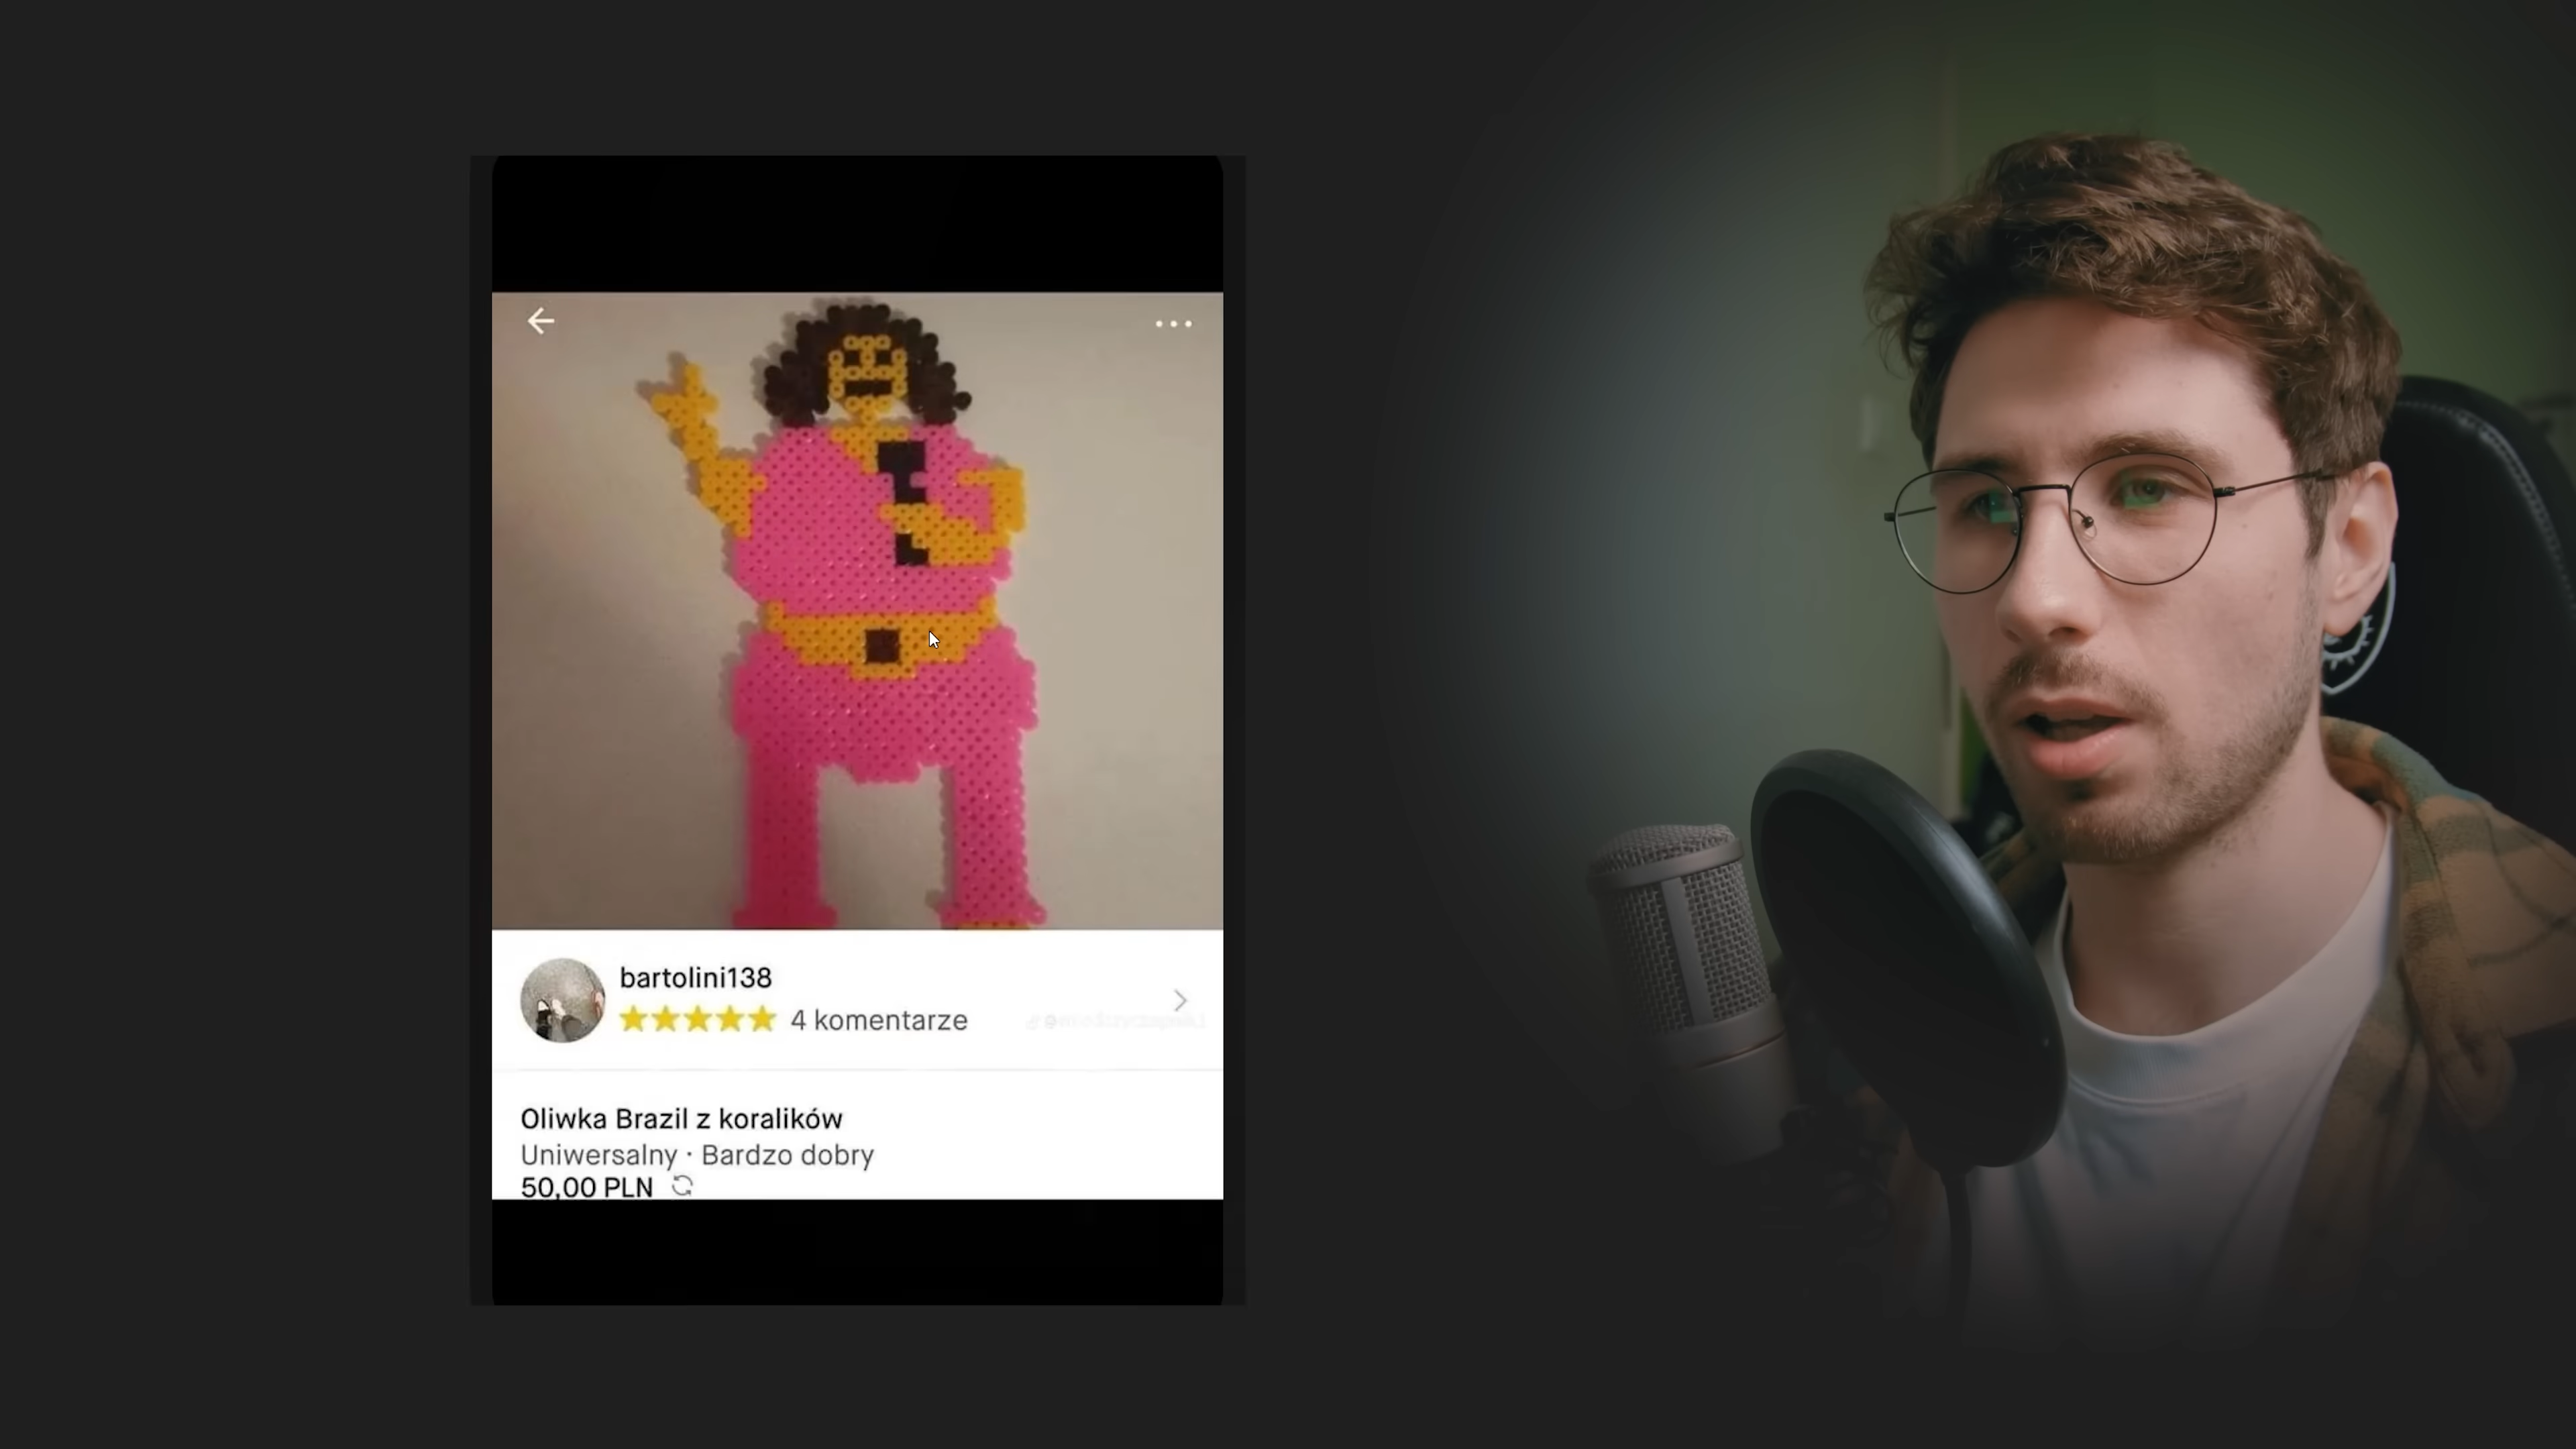 bartolini138
4 komentarze
Oliwka Brazil z koralików
Uniwersalny · Bardzo dobry
50,00 PLN